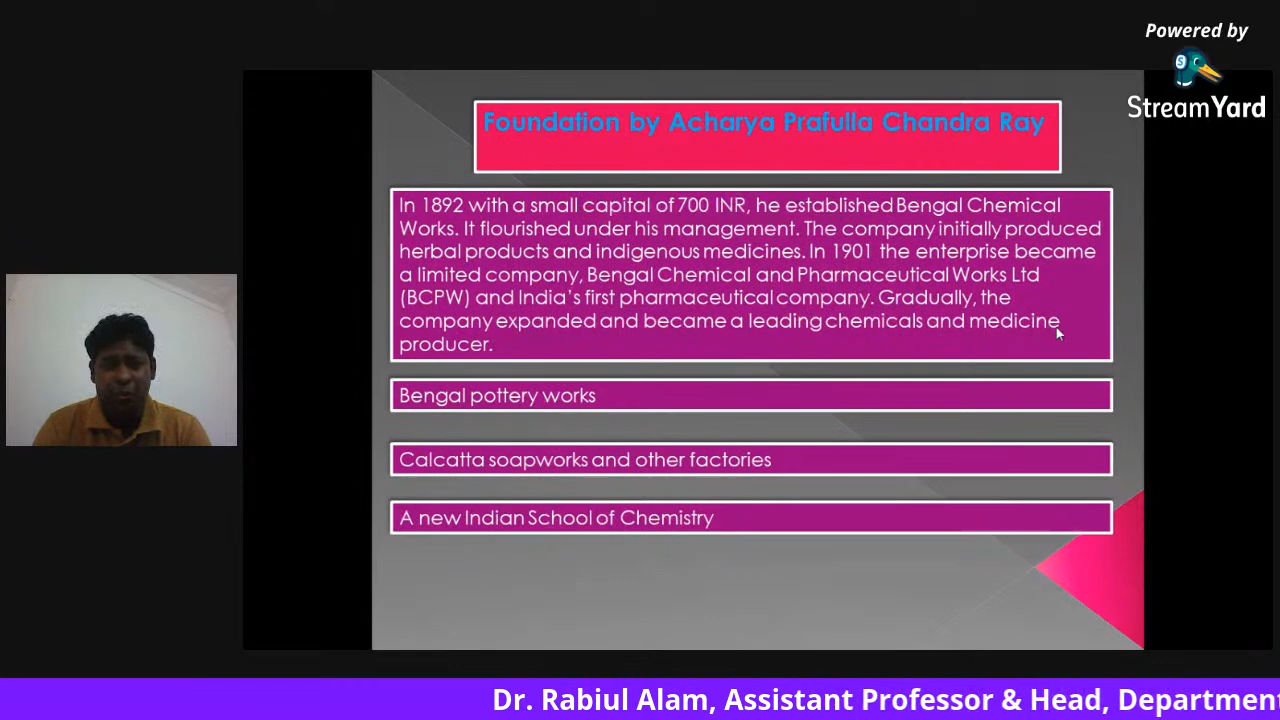 Powered by
StreamYard
Foundation by Acharya Prafulla Chandra Ray
In 1892 with a small capital of 700 INR, he established Bengal Chemical
Works. It flourished under his management. The company initially produced
herbal products and indigenous medicines. In 1901 the enterprise became
a limited company, Bengal Chemical and Pharmaceutical Works Ltd
(BCPW) and India's first pharmaceutical company. Gradually, the
company expanded and became a leading chemicals and medicine
producer.
Bengal pottery works
Calcatta soapworks and other factories
A new Indian School of Chemistry
Dr. Rabiul Alam, Assistant Professor & Head, Department